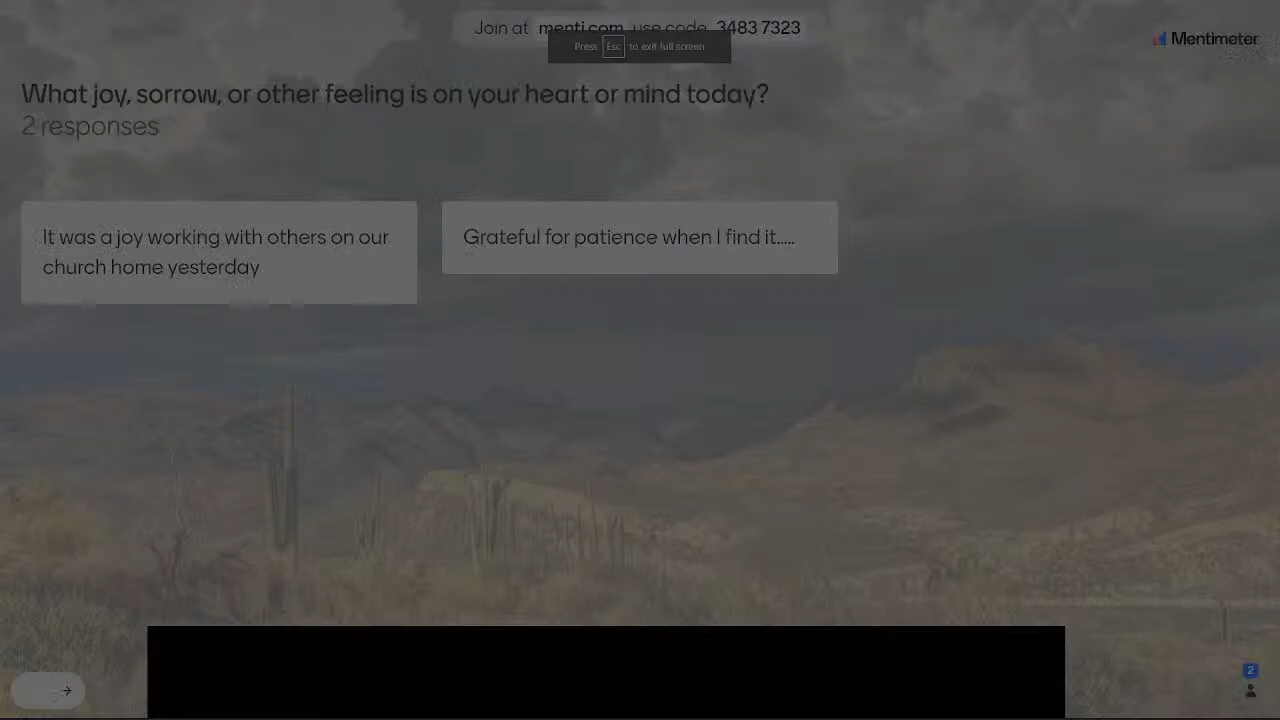 Join at menti.com use code 3483 7323
Press Esc to exit full screen
Mentimeter
What joy, sorrow, or other feeling is on your heart or mind today?
2 responses
It was a joy working with others on our
church home yesterday
Grateful for patience when I find it.....
2